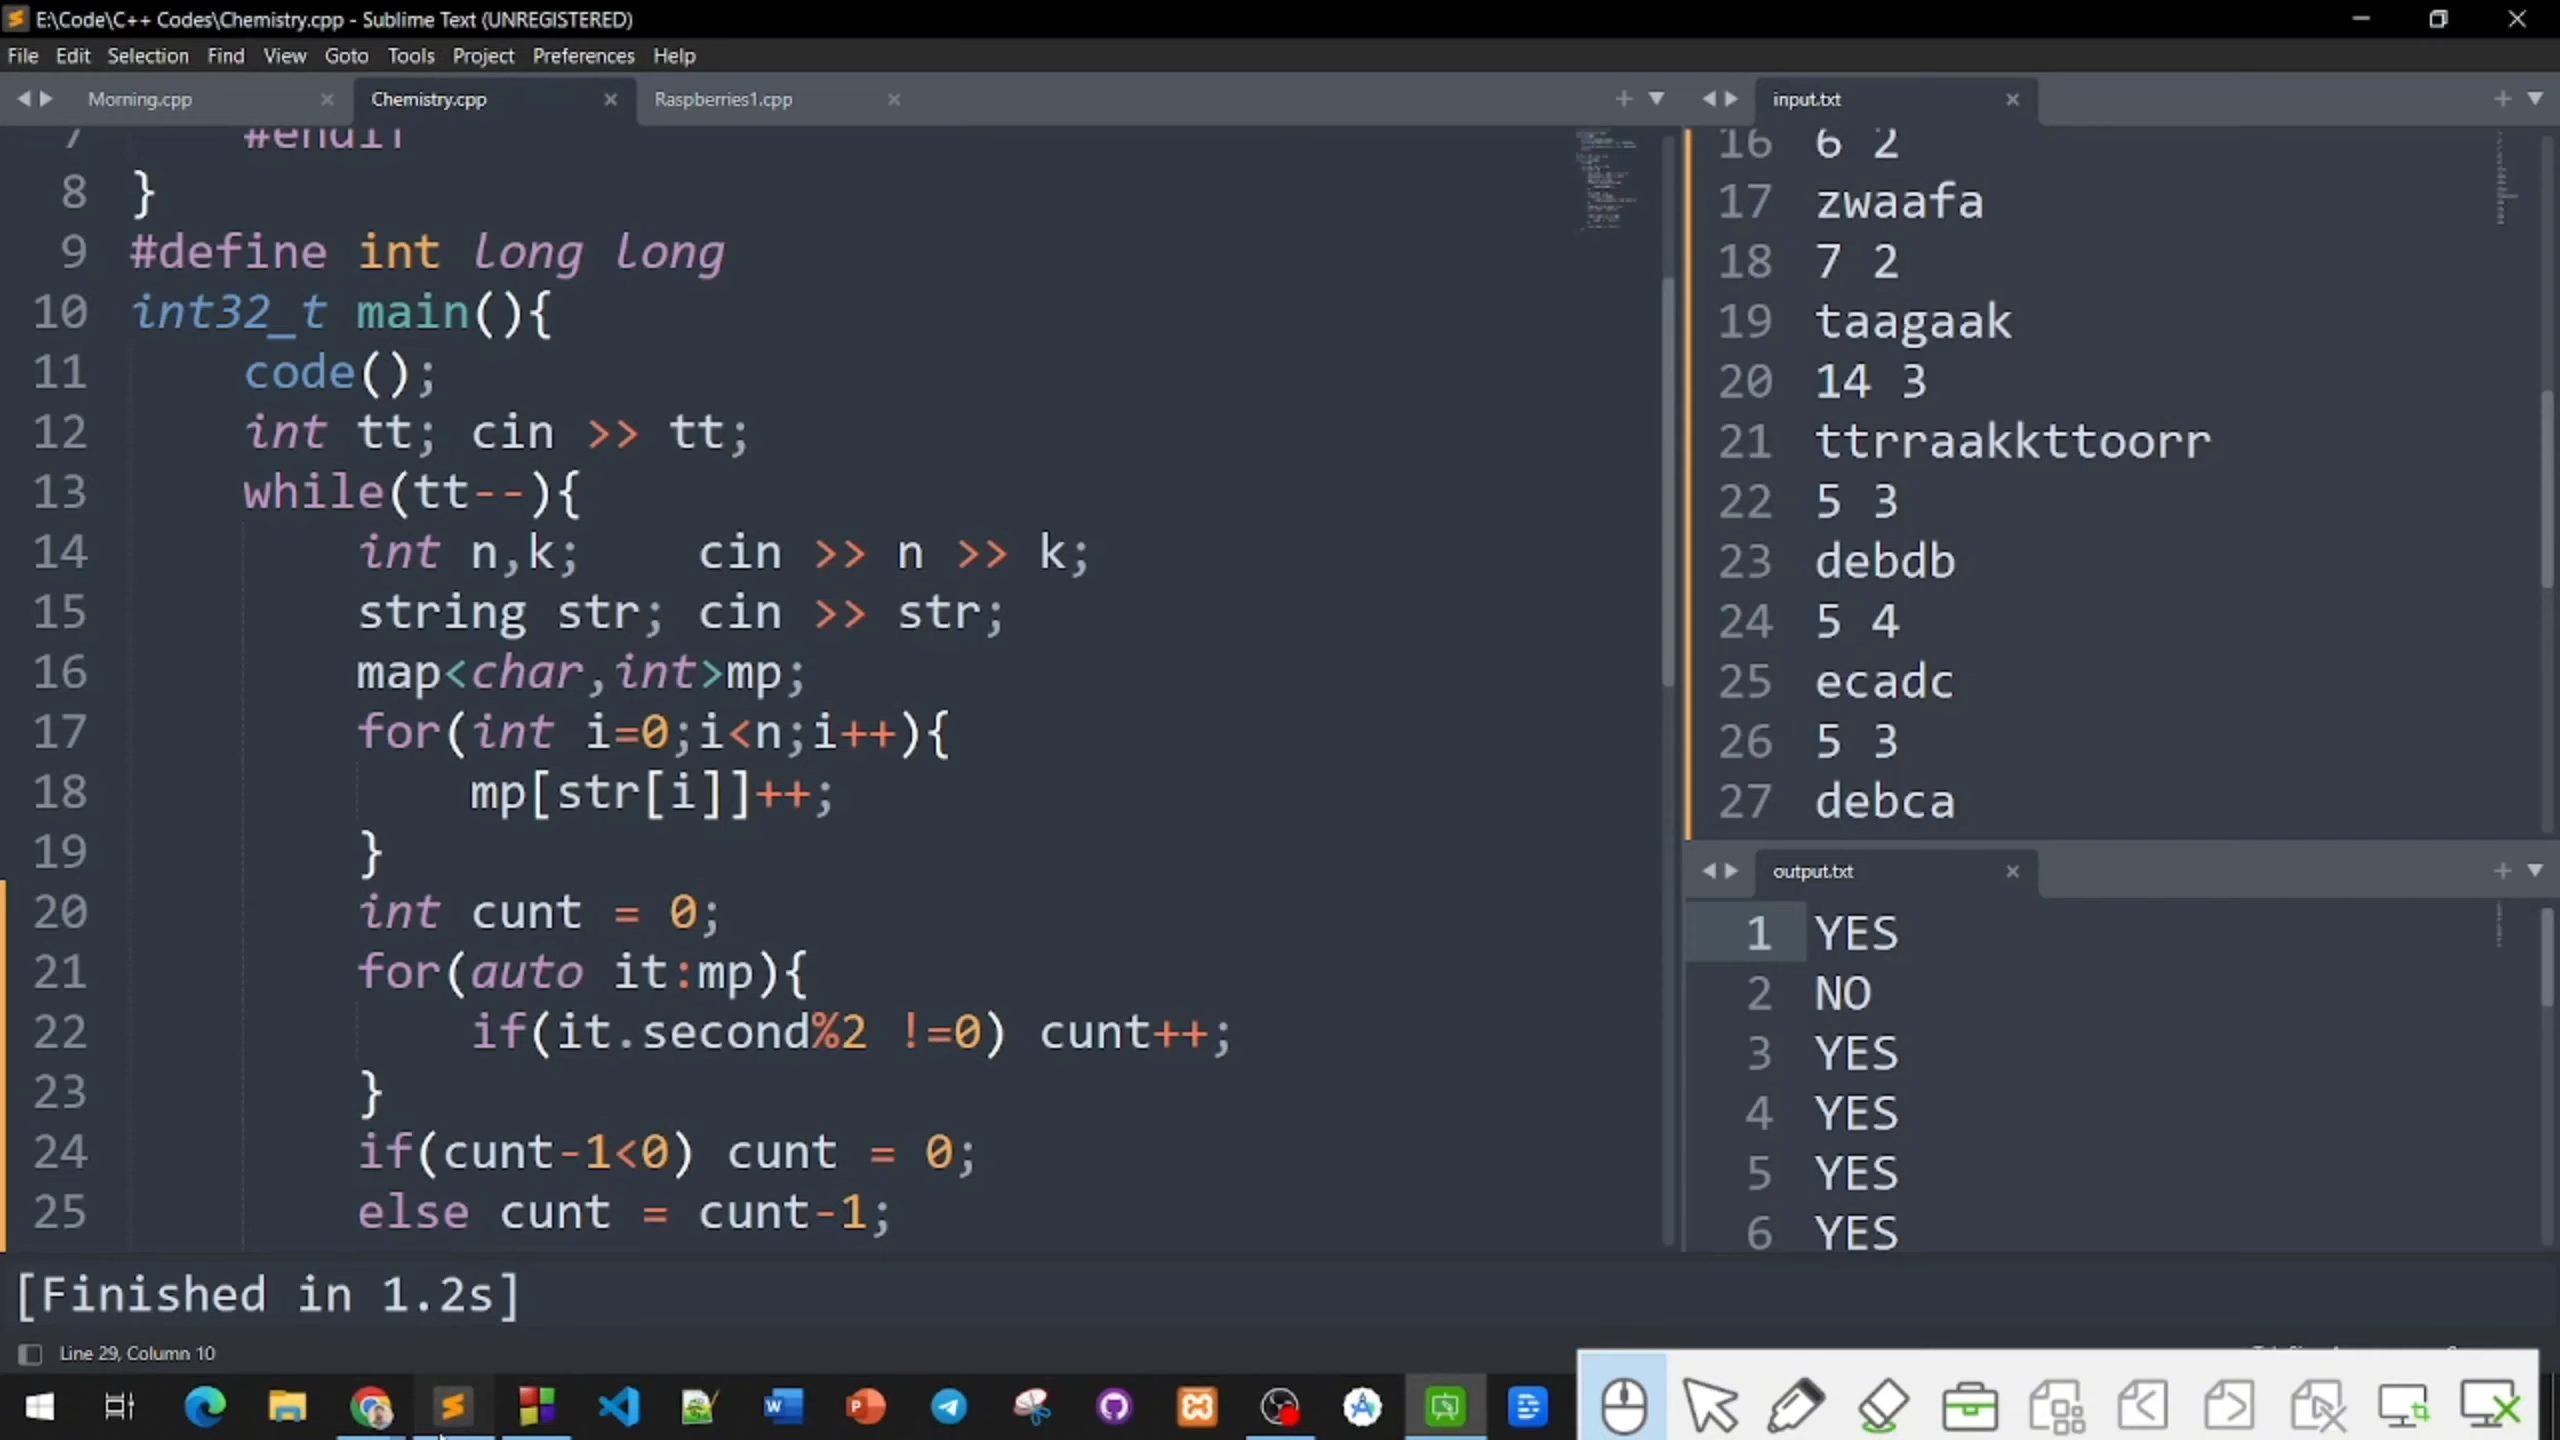 E:\Code\C++ Codes\Chemistry.cpp - Sublime Text (UNREGISTERED)
File Edit Selection Find View Goto Tools Project Preferences Help
Morning.cpp
Chemistry.cpp
Raspberries1.cpp
7 #endif
8 }
9 #define int long long
10 int32_t main(){
11 code();
12 int tt; cin >> tt;
13 while(tt--){
14 int n,k; cin >> n >> k;
15 string str; cin >> str;
16 map<char,int>mp;
17 for(int i=0;i<n;i++){
18 mp[str[i]]++;
19 }
20 int cunt = 0;
21 for(auto it:mp){
22 if(it.second%2 !=0) cunt++;
23 }
24 if(cunt-1<0) cunt = 0;
25 else cunt = cunt-1;
input.txt
16 6 2
17 zwaafa
18 7 2
19 taagaak
20 14 3
21 ttrraakkttoorr
22 5 3
23 debdb
24 5 4
25 ecadc
26 5 3
27 debca
output.txt
1 YES
2 NO
3 YES
4 YES
5 YES
6 YES
[Finished in 1.2s]
Line 29, Column 10